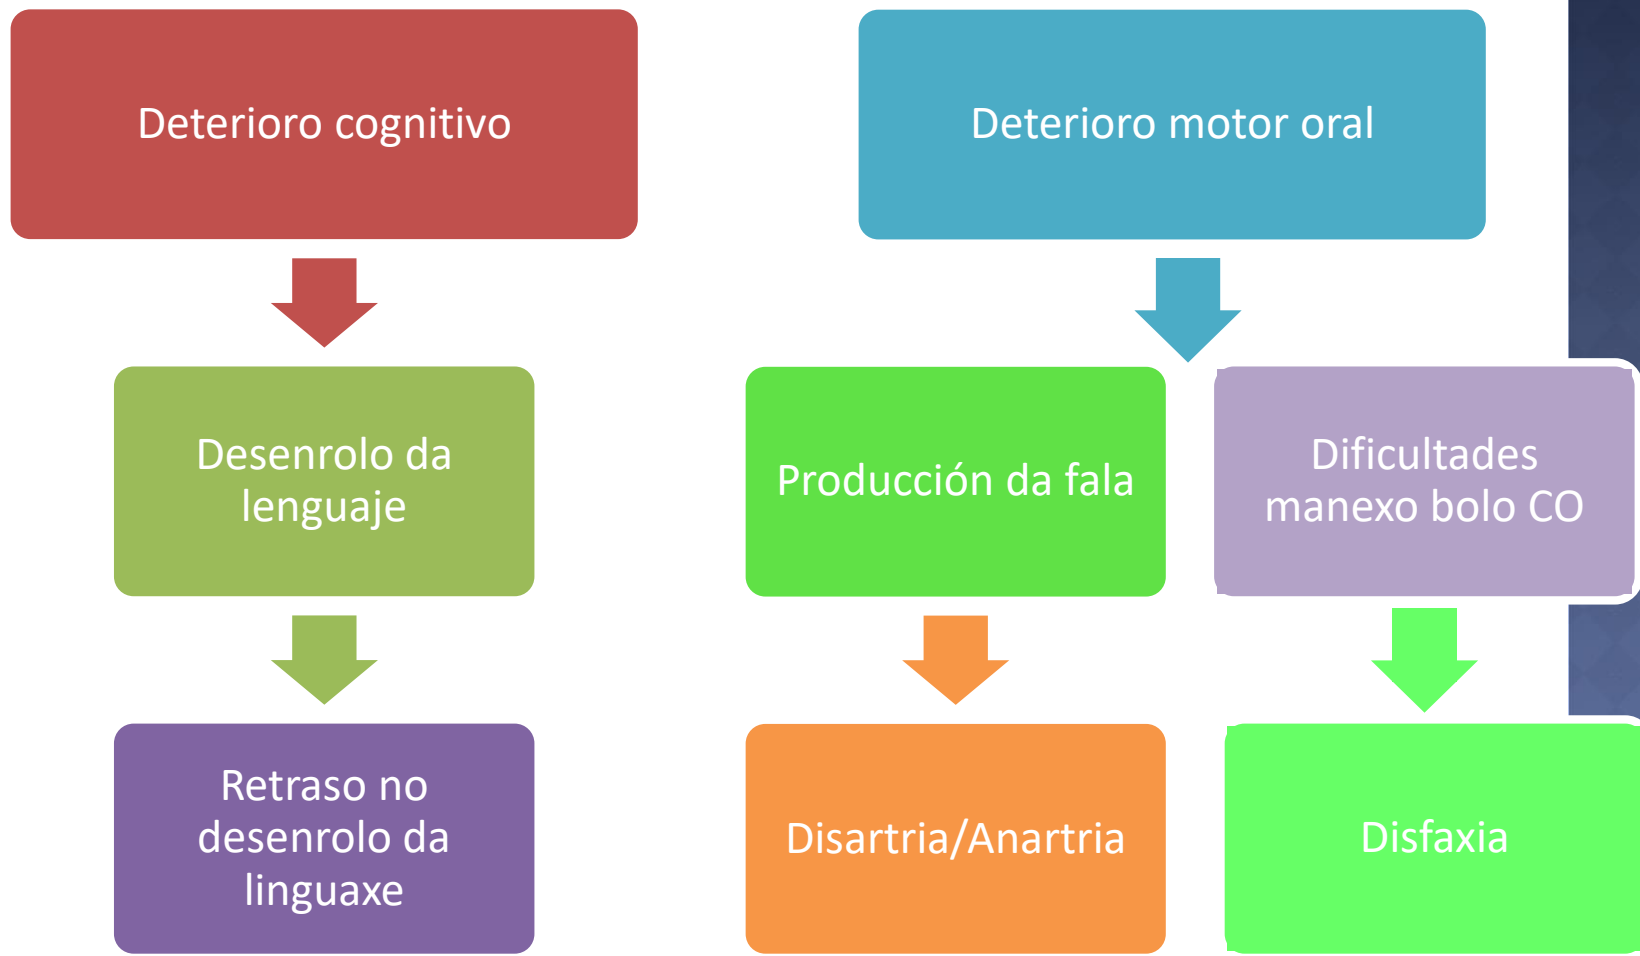 Deterioro cognitivo
Deterioro motor oral
Desenrolo da
lenguaje
Producción da fala
Dificultades
manexo bolo CO
Retraso no
desenrolo da
linguaxe
Disartria/Anartria
Disfaxia